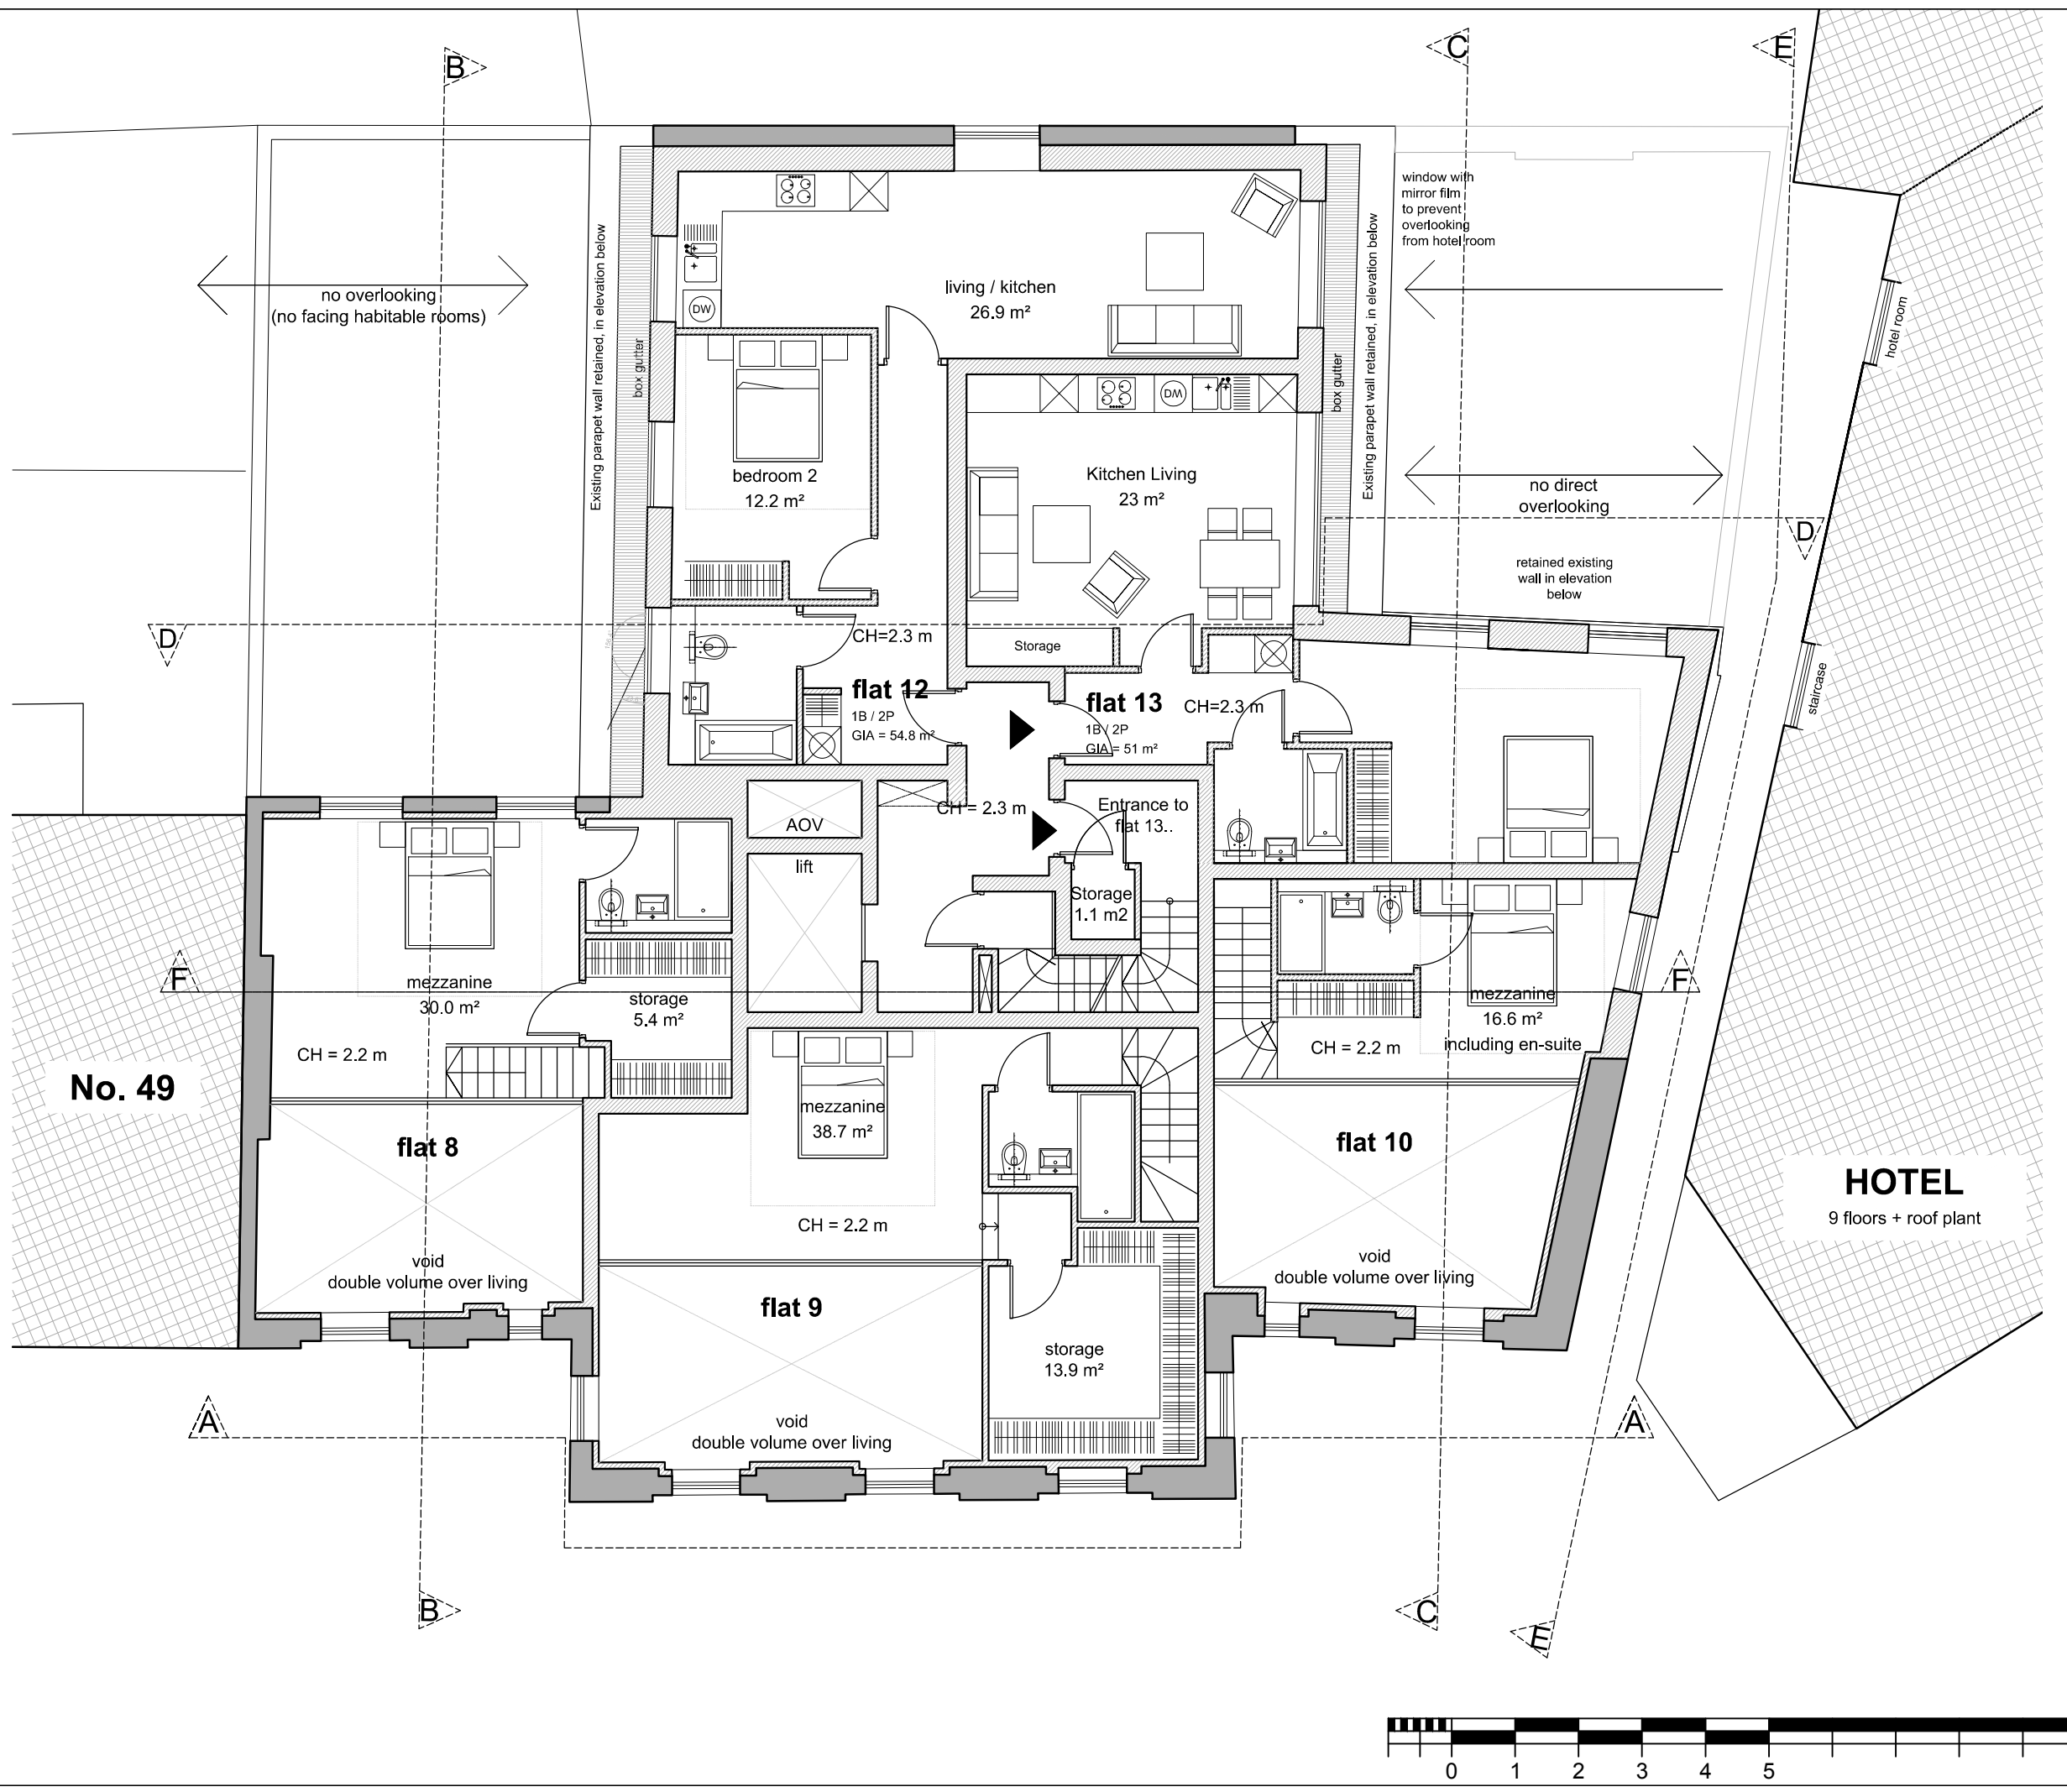 B
C
E
window with
mirror film
to prevent
overlooking
from hotel room
Existing parapet wall retained, in elevation below
Existing parapet wall retained, in elevation below
no overlooking
(no facing habitable rooms)
living / kitchen
26.9 m²
DW
hotel room
box gutter
box gutter
DW
bedroom 2
12.2 m²
Kitchen Living
23 m²
no direct
overlooking
D
retained existing
wall in elevation
below
D
CH=2.3 m
Storage
flat 12
1B / 2P
GIA = 54.8 m²
flat 13
1B / 2P
GIA = 51 m²
CH=2.3 m
staircase
AOV
CH = 2.3 m
Entrance to
flat 13..
lift
Storage
1.1 m2
F
mezzanine
30.0 m²
storage
5.4 m²
F
mezzanine
16.6 m²
including en-suite
CH = 2.2 m
CH = 2.2 m
No. 49
mezzanine
38.7 m²
flat 8
flat 10
HOTEL
9 floors + roof plant
CH = 2.2 m
void
double volume over living
void
double volume over living
flat 9
storage
13.9 m²
A
void
double volume over living
A
B
C
E
0 1 2 3 4 5